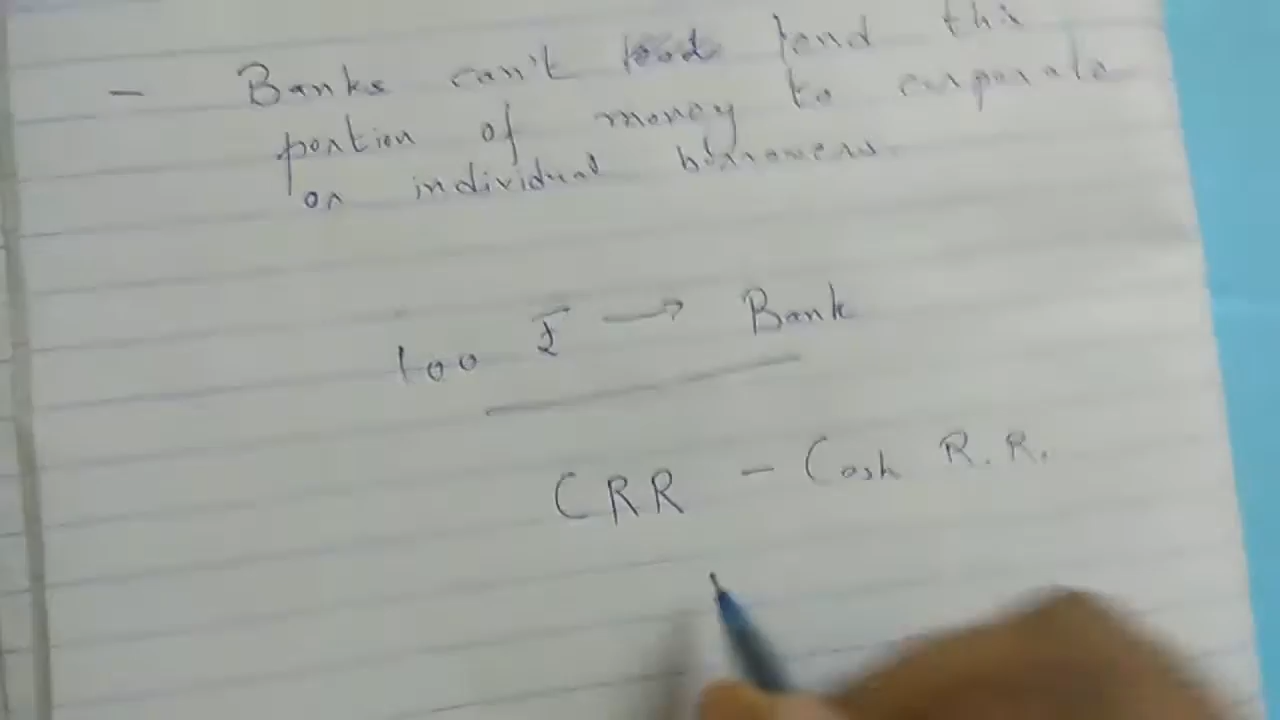 - Banks can't lend this
portion of money to corporate
or individual borrowers.
100 ₹ → Bank
CRR - Cash R.R.